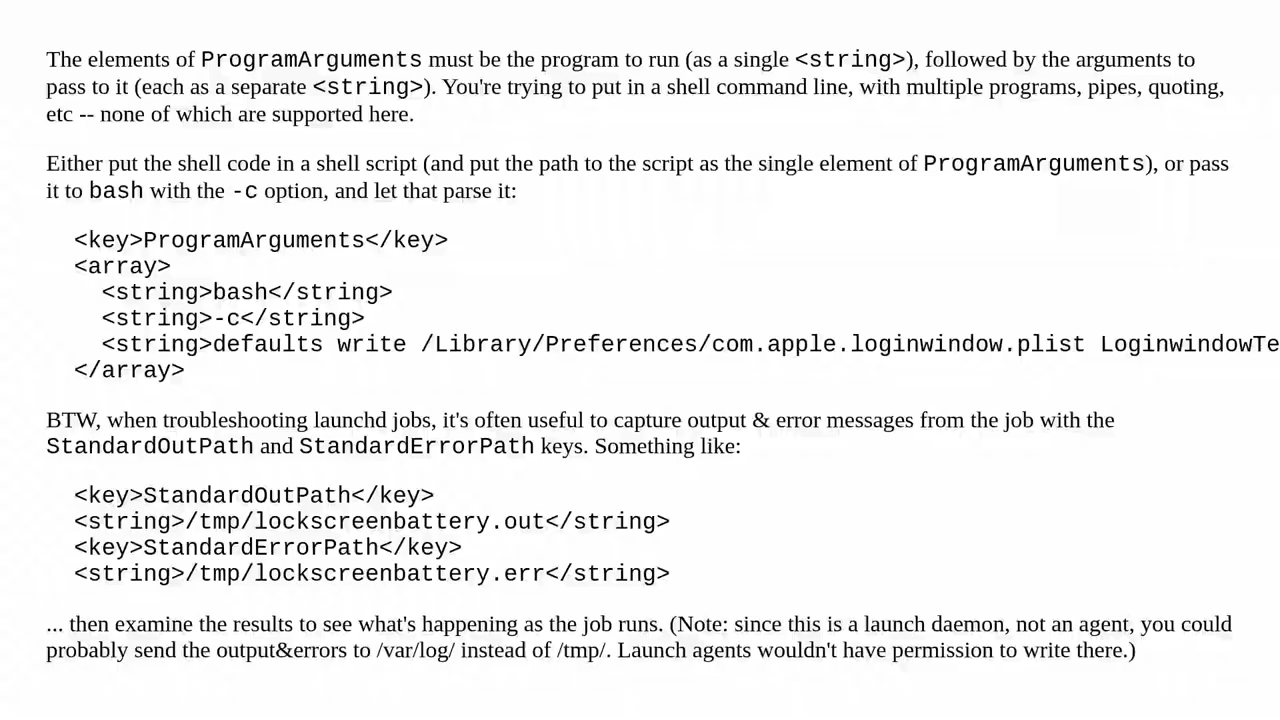 The elements of ProgramArguments must be the program to run (as a single <string>), followed by the arguments to
pass to it (each as a separate <string>). You're trying to put in a shell command line, with multiple programs, pipes, quoting,
etc -- none of which are supported here.
Either put the shell code in a shell script (and put the path to the script as the single element of ProgramArguments), or pass
it to bash with the -c option, and let that parse it:
<key>ProgramArguments</key>
<array>
<string>bash</string>
<string>-c</string>
<string>defaults write /Library/Preferences/com.apple.loginwindow.plist LoginwindowTe
</array>
BTW, when troubleshooting launchd jobs, it's often useful to capture output & error messages from the job with the
StandardOutPath and StandardErrorPath keys. Something like:
<key>StandardOutPath</key>
<string>/tmp/lockscreenbattery.out</string>
<key>StandardErrorPath</key>
<string>/tmp/lockscreenbattery.err</string>
... then examine the results to see what's happening as the job runs. (Note: since this is a launch daemon, not an agent, you could
probably send the output&errors to /var/log/ instead of /tmp/. Launch agents wouldn't have permission to write there.)